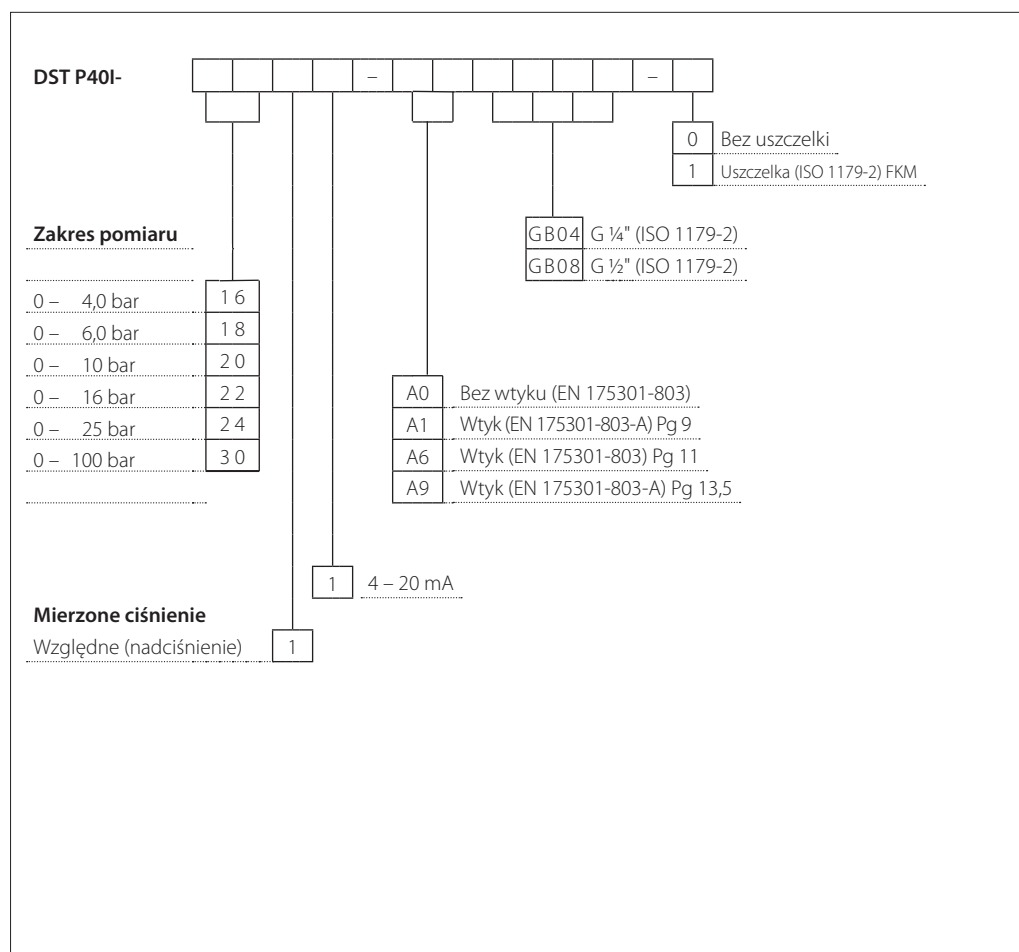 DST P40I- – –
0 Bez uszczelki
1 Uszczelka (ISO 1179-2) FKM
Zakres pomiaru
GB04 G ¼" (ISO 1179-2)
GB08 G ½" (ISO 1179-2)
0 – 4,0 bar 16
0 – 6,0 bar 18
0 – 10 bar 20
0 – 16 bar 22
0 – 25 bar 24
0 – 100 bar 30
A0 Bez wtyku (EN 175301-803)
A1 Wtyk (EN 175301-803-A) Pg 9
A6 Wtyk (EN 175301-803) Pg 11
A9 Wtyk (EN 175301-803-A) Pg 13,5
1 4 – 20 mA
Mierzone ciśnienie
Względne (nadciśnienie) 1